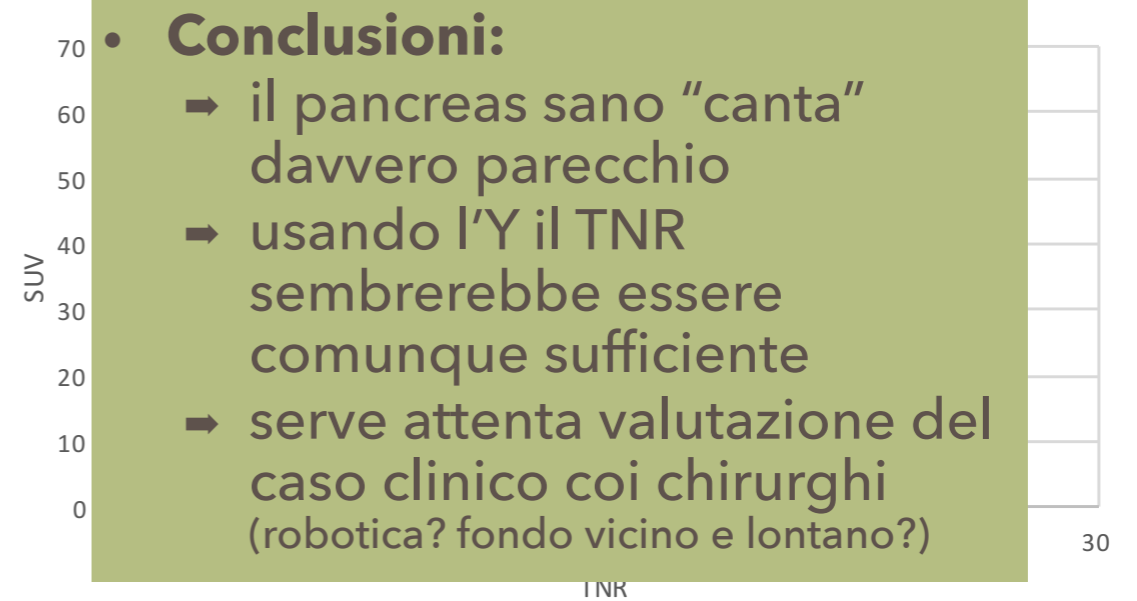 • Conclusioni:
➡ il pancreas sano “canta”
davvero parecchio
➡ usando l’Y il TNR
sembrerebbe essere
comunque sufficiente
➡ serve attenta valutazione del
caso clinico coi chirurghi
(robotica? fondo vicino e lontano?)
70
60
50
40
30
20
10
0
SUV
30
TNR